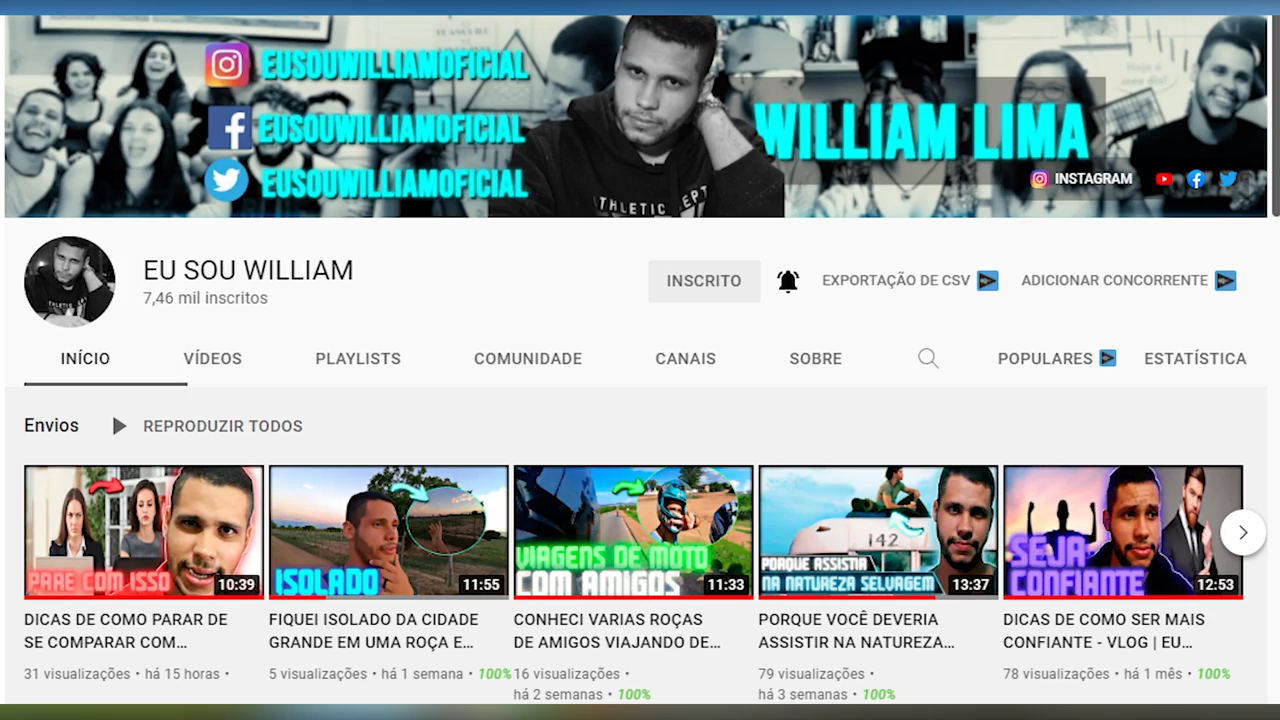 EUSOUWILLIAMOFICIAL
EUSOUWILLIAMOFICIAL
EUSOUWILLIAMOFICIAL
WILLIAM LIMA
INSTAGRAM
EU SOU WILLIAM
7,46 mil inscritos
INSCRITO
EXPORTAÇÃO DE CSV
ADICIONAR CONCORRENTE
INÍCIO VÍDEOS PLAYLISTS COMUNIDADE CANAIS SOBRE POPULARES ESTATÍSTICA
Envios REPRODUZIR TODOS
PARE COM ISSO
10:39
ISOLADO
11:55
VIAGENS DE MOTO
COM AMIGOS
11:33
142
PORQUE ASSISTIR
NA NATUREZA SELVAGEM
13:37
SEJA
CONFIANTE
12:53
DICAS DE COMO PARAR DE
SE COMPARAR COM...
31 visualizações • há 15 horas •
FIQUEI ISOLADO DA CIDADE
GRANDE EM UMA ROÇA E...
5 visualizações • há 1 semana • 100%
CONHECI VARIAS ROÇAS
DE AMIGOS VIAJANDO DE...
16 visualizações •
há 2 semanas • 100%
PORQUE VOCÊ DEVERIA
ASSISTIR NA NATUREZA...
79 visualizações •
há 3 semanas • 100%
DICAS DE COMO SER MAIS
CONFIANTE - VLOG | EU...
78 visualizações • há 1 mês • 100%